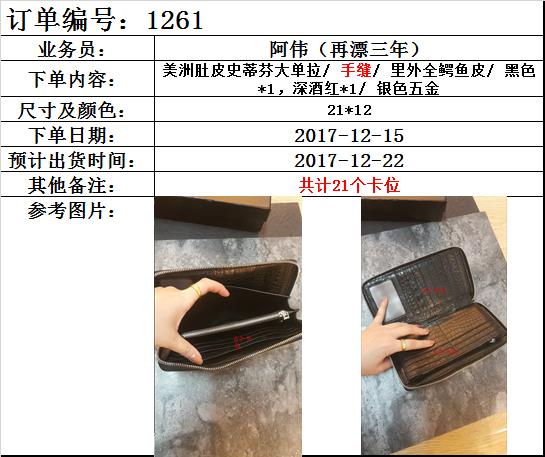 订单编号：1261
业务员： 阿伟（再漂三年）
下单内容： 美洲肚皮史蒂芬大单拉/ 手缝/ 里外全鳄鱼皮/ 黑色
*1，深酒红*1/ 银色五金
尺寸及颜色： 21*12
下单日期： 2017-12-15
预计出货时间： 2017-12-22
其他备注： 共计21个卡位
参考图片：